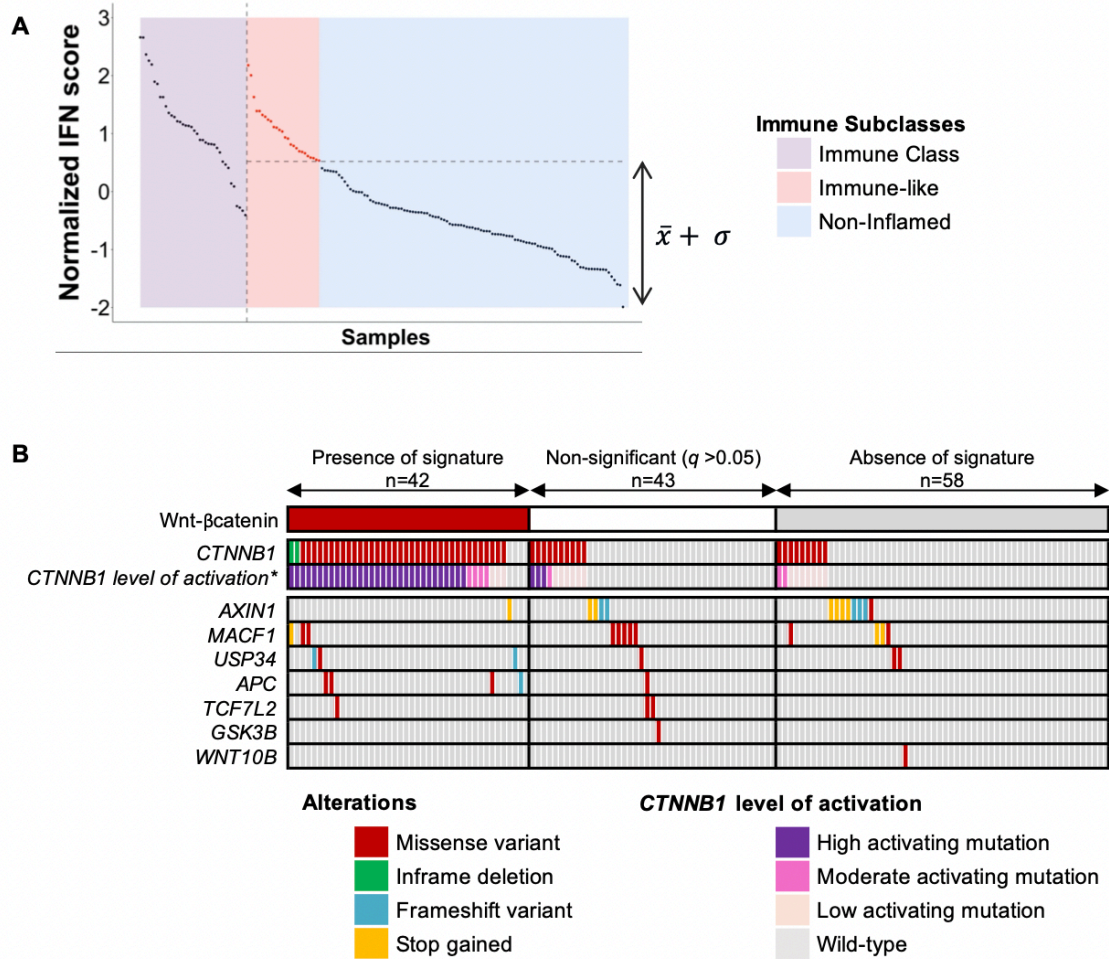 A
Normalized IFN score
3
2
1
0
-1
-2
Samples
x̄ + σ
Immune Subclasses
Immune Class
Immune-like
Non-Inflamed
B
Presence of signature
n=42
Non-significant (q >0.05)
n=43
Absence of signature
n=58
Wnt-βcatenin
CTNNB1
CTNNB1 level of activation*
AXIN1
MACF1
USP34
APC
TCF7L2
GSK3B
WNT10B
Alterations
Missense variant
Inframe deletion
Frameshift variant
Stop gained
CTNNB1 level of activation
High activating mutation
Moderate activating mutation
Low activating mutation
Wild-type